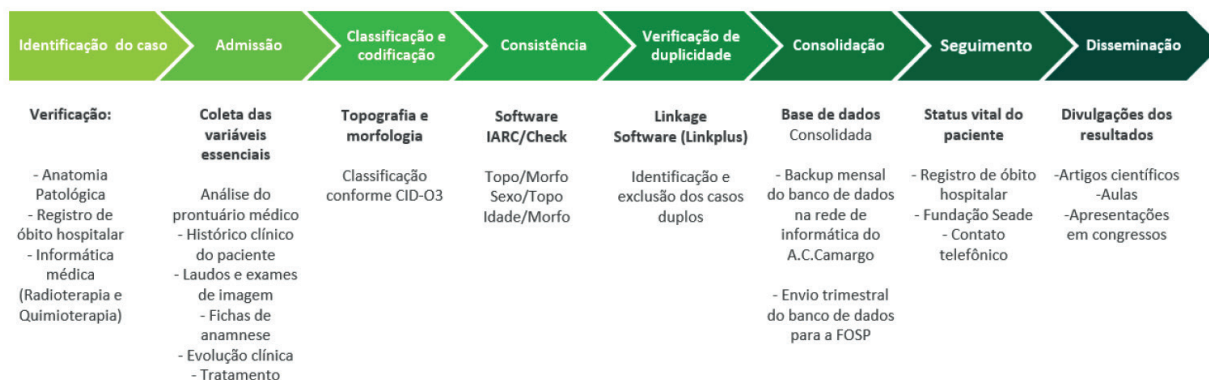 Identificação do caso
Admissão
Classificação e
codificação
Consistência
Verificação de
duplicidade
Consolidação
Seguimento
Disseminação
Verificação:
- Anatomia
Patológica
- Registro de
óbito hospitalar
- Informática
médica
(Radioterapia e
Quimioterapia)
Coleta das
variáveis
essenciais
Análise do
prontuário médico
- Histórico clínico
do paciente
- Laudos e exames
de imagem
- Fichas de
anamnese
- Evolução clínica
- Tratamento
Topografia e
morfologia
Classificação
conforme CID-O3
Software
IARC/Check
Topo/Morfo
Sexo/Topo
Idade/Morfo
Linkage
Software (Linkplus)
Identificação e
exclusão dos casos
duplos
Base de dados
Consolidada
- Backup mensal
do banco de dados
na rede de
informática do
A.C.Camargo
- Envio trimestral
do banco de dados
para a FOSP
Status vital do
paciente
- Registro de óbito
hospitalar
- Fundação Seade
- Contato
telefônico
Divulgações dos
resultados
-Artigos científicos
-Aulas
-Apresentações
em congressos